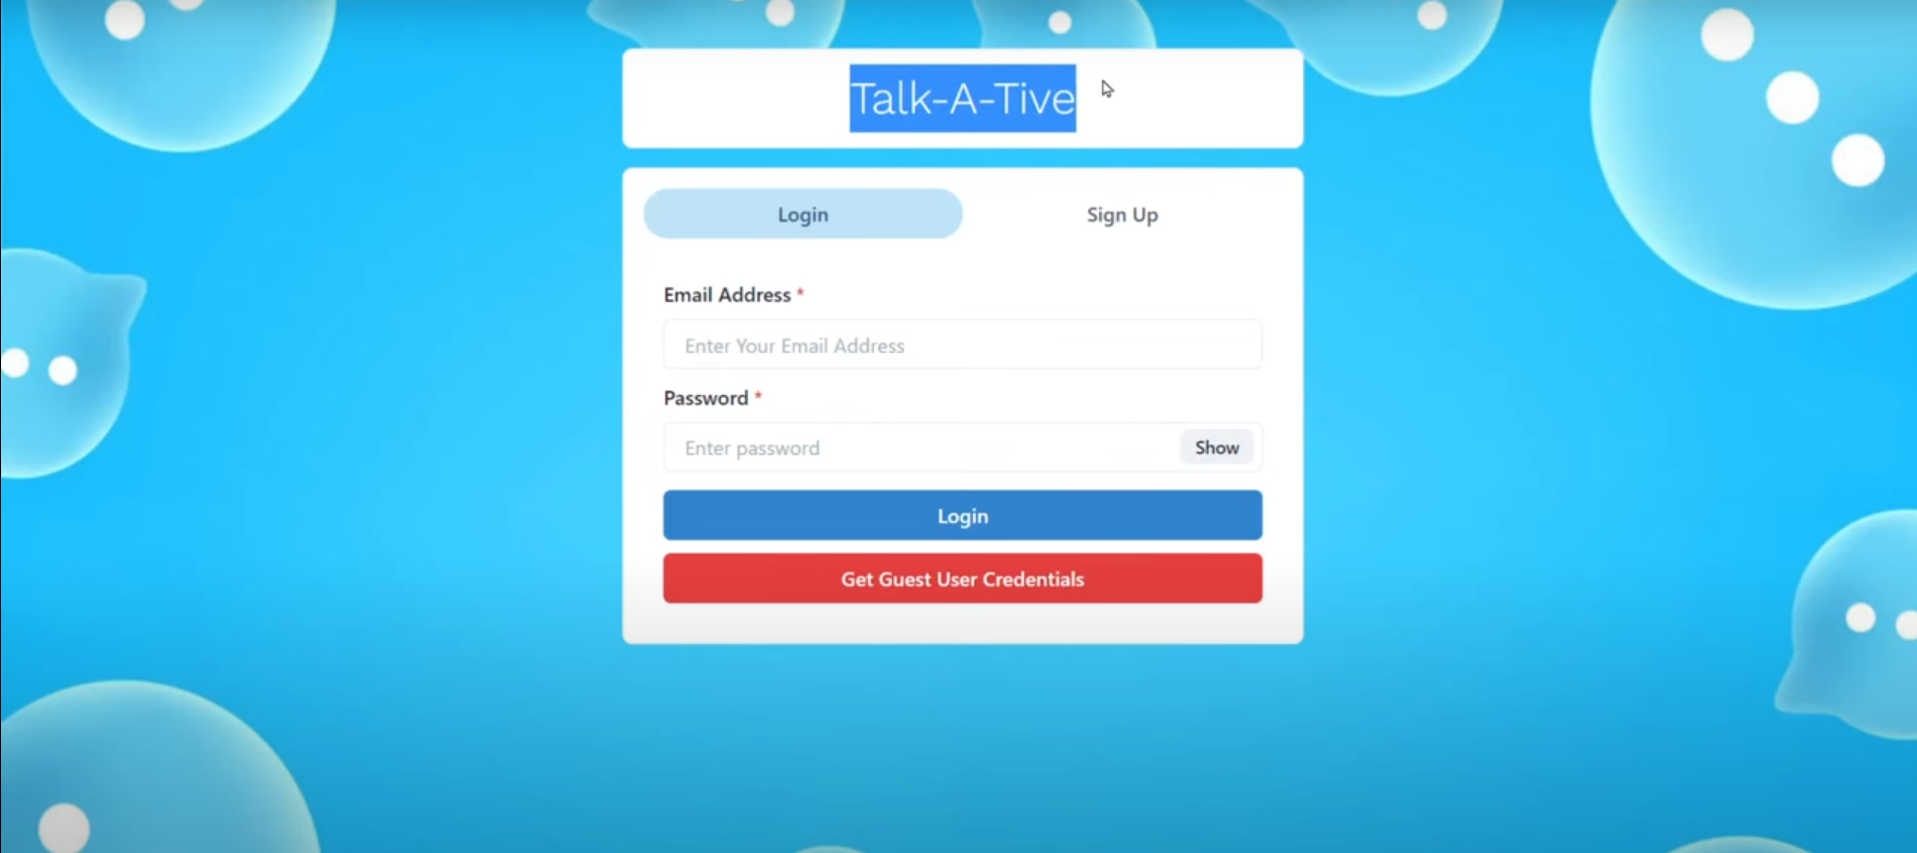 Talk-A-Tive
Login
Sign Up
Email Address *
Enter Your Email Address
Password *
Enter password
Show
Login
Get Guest User Credentials